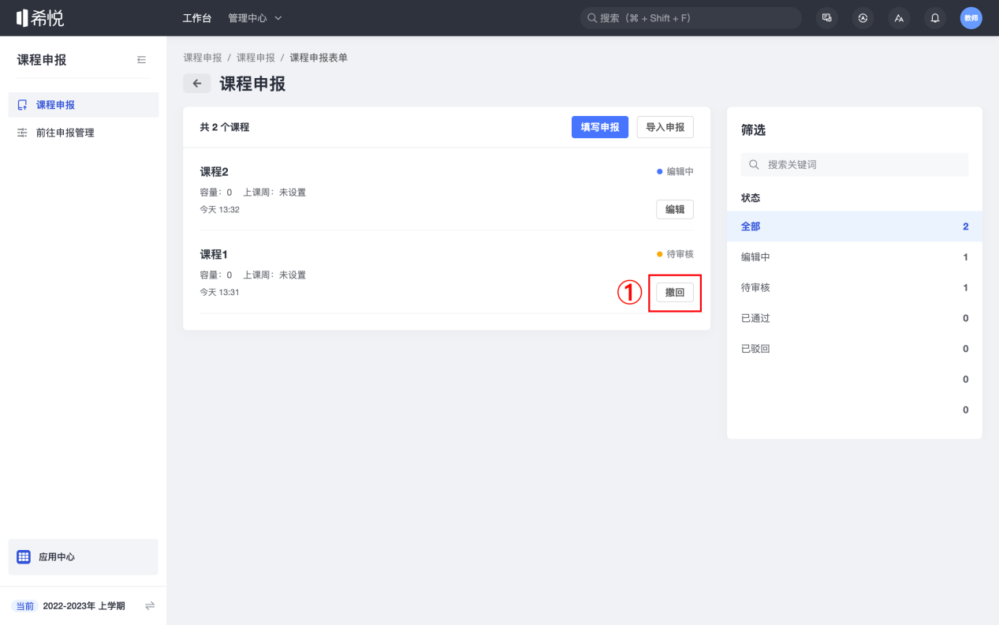 希悦
工作台 管理中心
搜索（⌘ + Shift + F）
教师
课程申报
课程申报
前往申报管理
应用中心
当前 2022-2023年 上学期
课程申报 / 课程申报 / 课程申报表单
课程申报
共 2 个课程
填写申报
导入申报
课程2
编辑中
容量：0 上课周：未设置
今天 13:32
编辑
课程1
待审核
容量：0 上课周：未设置
今天 13:31
①
撤回
筛选
搜索关键词
状态
全部 2
编辑中 1
待审核 1
已通过 0
已驳回 0
0
0